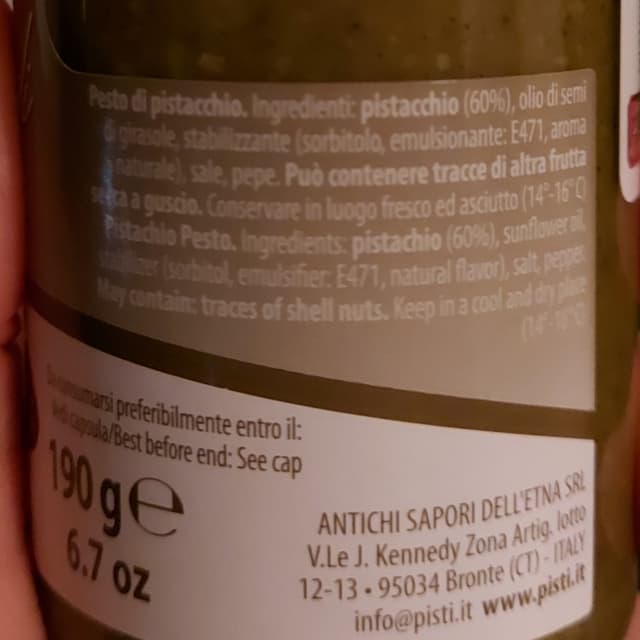 Pesto di pistacchio. Ingredienti: pistacchio (60%), olio di semi
girasole, stabilizzante (sorbitolo, emulsionante: E471, aroma
naturale), sale, pepe. Può contenere tracce di altra frutta
a guscio. Conservare in luogo fresco ed asciutto (14°-16°C)
Pistachio Pesto. Ingredients: pistachio (60%), sunflower oil,
stabilizer (sorbitol, emulsifier: E471, natural flavor), salt, pepper.
May contain: traces of shell nuts. Keep in a cool and dry place
(14°-16°C)
Da consumarsi preferibilmente entro il:
Vedi capsula/Best before end: See cap
190 g e
6.7 oz
ANTICHI SAPORI DELL'ETNA SRL
V.Le J. Kennedy Zona Artig. lotto
12-13 • 95034 Bronte (CT) - ITALY
info@pisti.it www.pisti.it